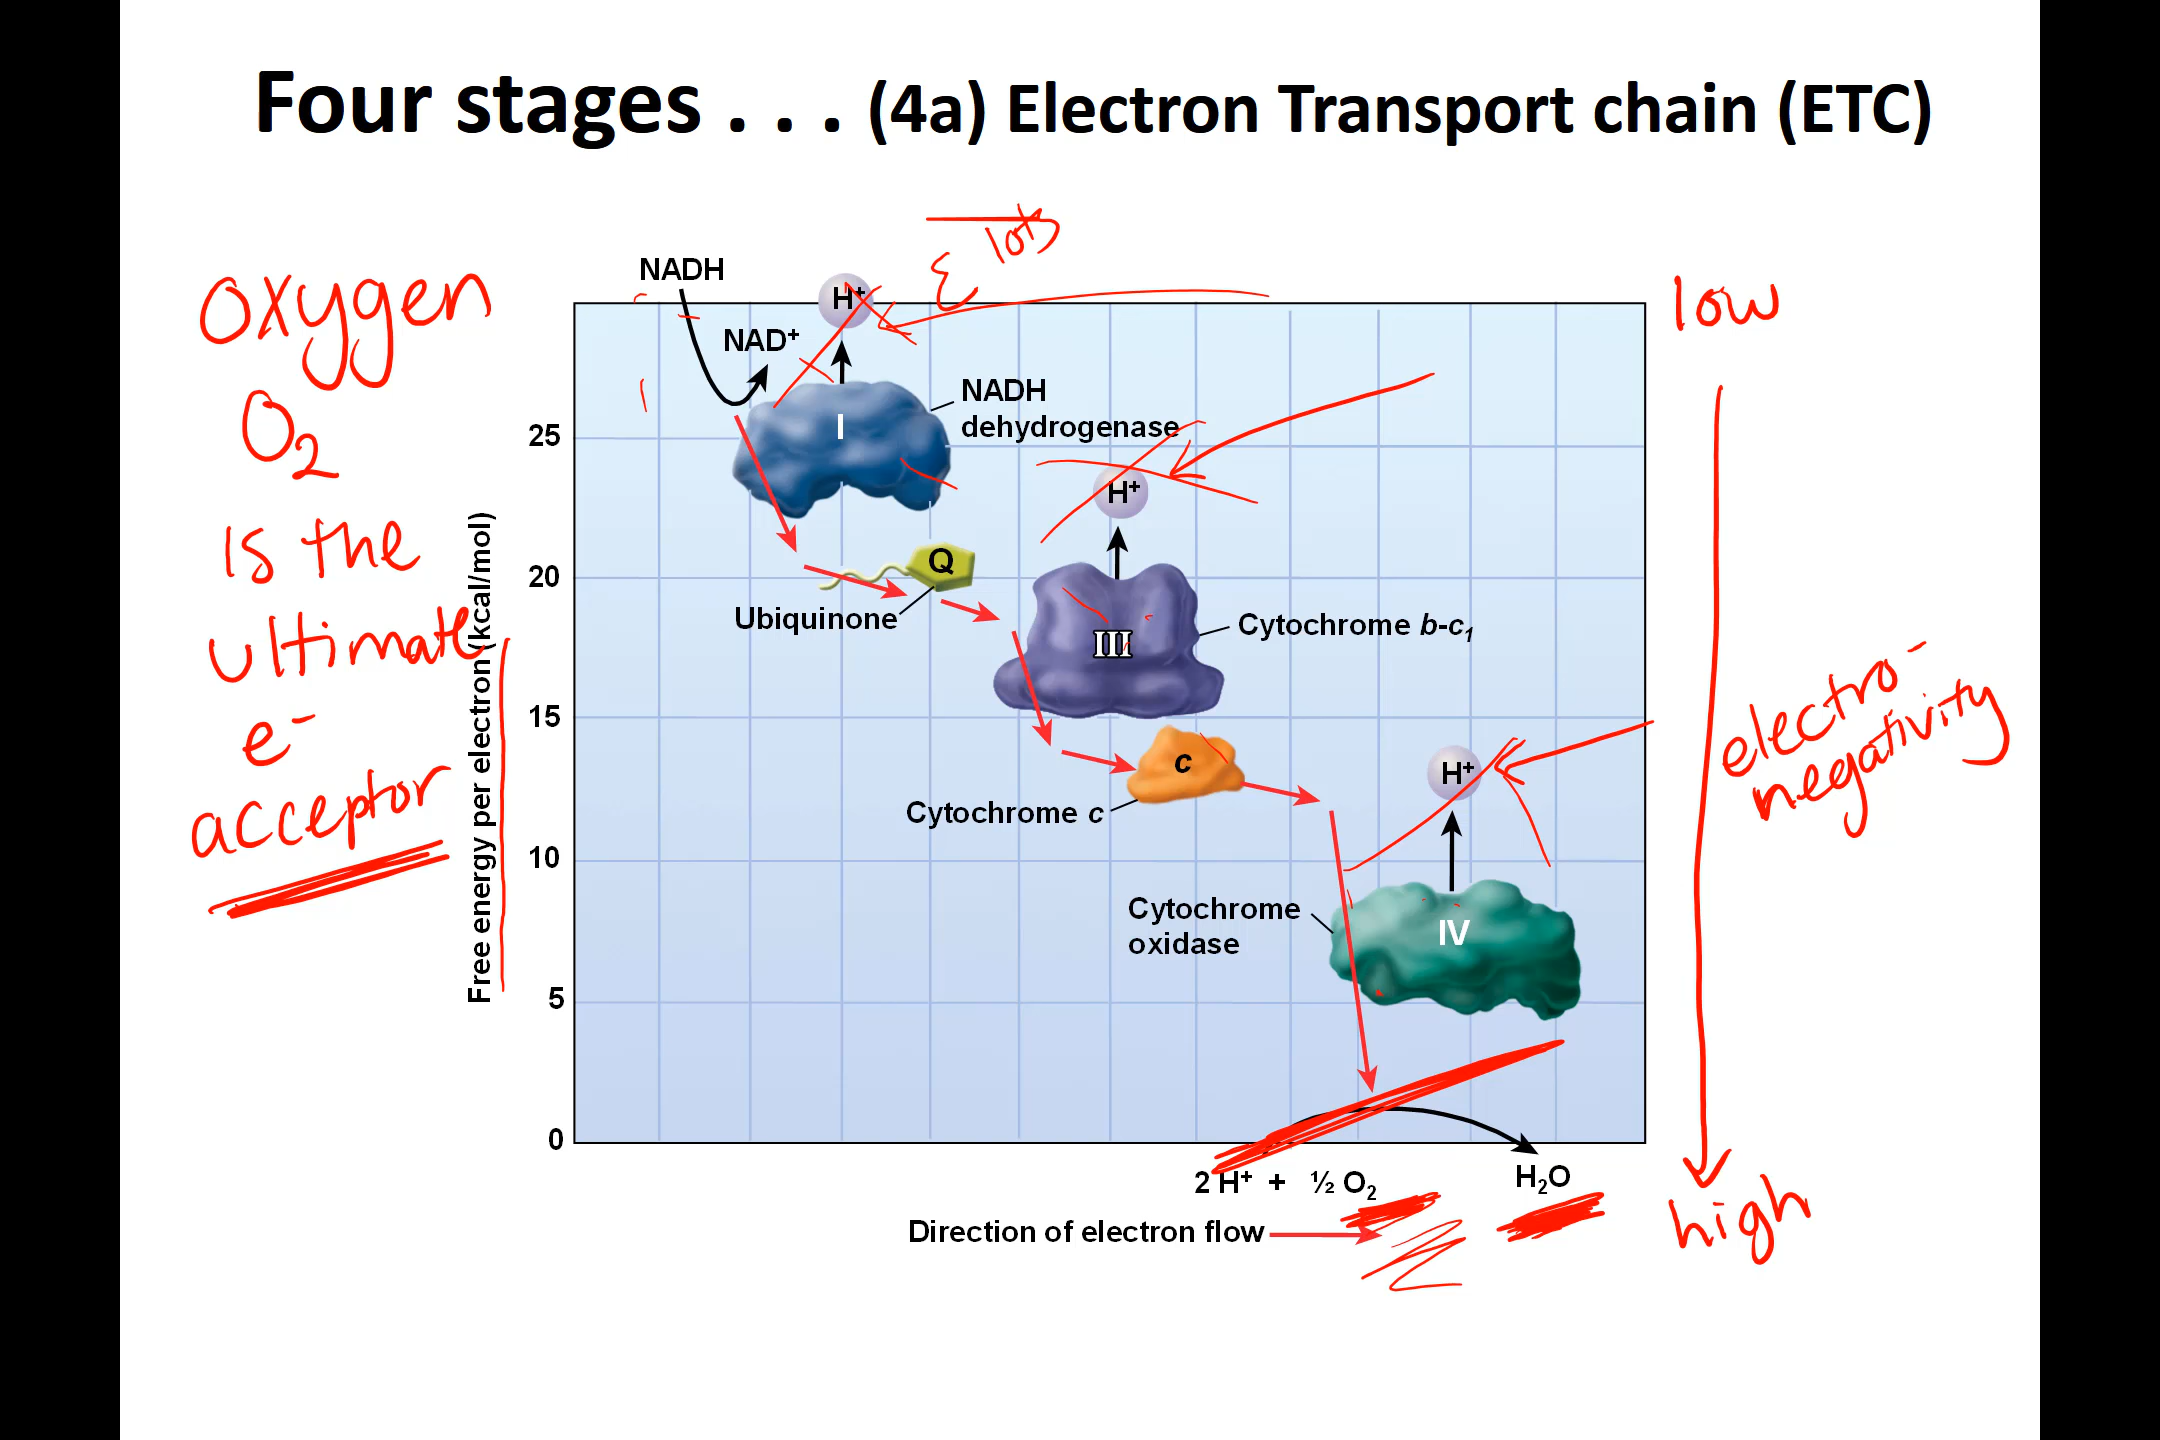 Four stages . . . (4a) Electron Transport chain (ETC)
lots
NADH
H⁺
low
oxygen
NAD⁺
O₂
NADH
dehydrogenase
I
25
H⁺
is the
Q
20
Ubiquinone
Cytochrome b-c₁
III
ultimate
Free energy per electron (kcal/mol)
15
electro-
negativity
e⁻
c
H⁺
acceptor
Cytochrome c
10
Cytochrome
oxidase
IV
5
0
2 H⁺ + ½ O₂
H₂O
high
Direction of electron flow